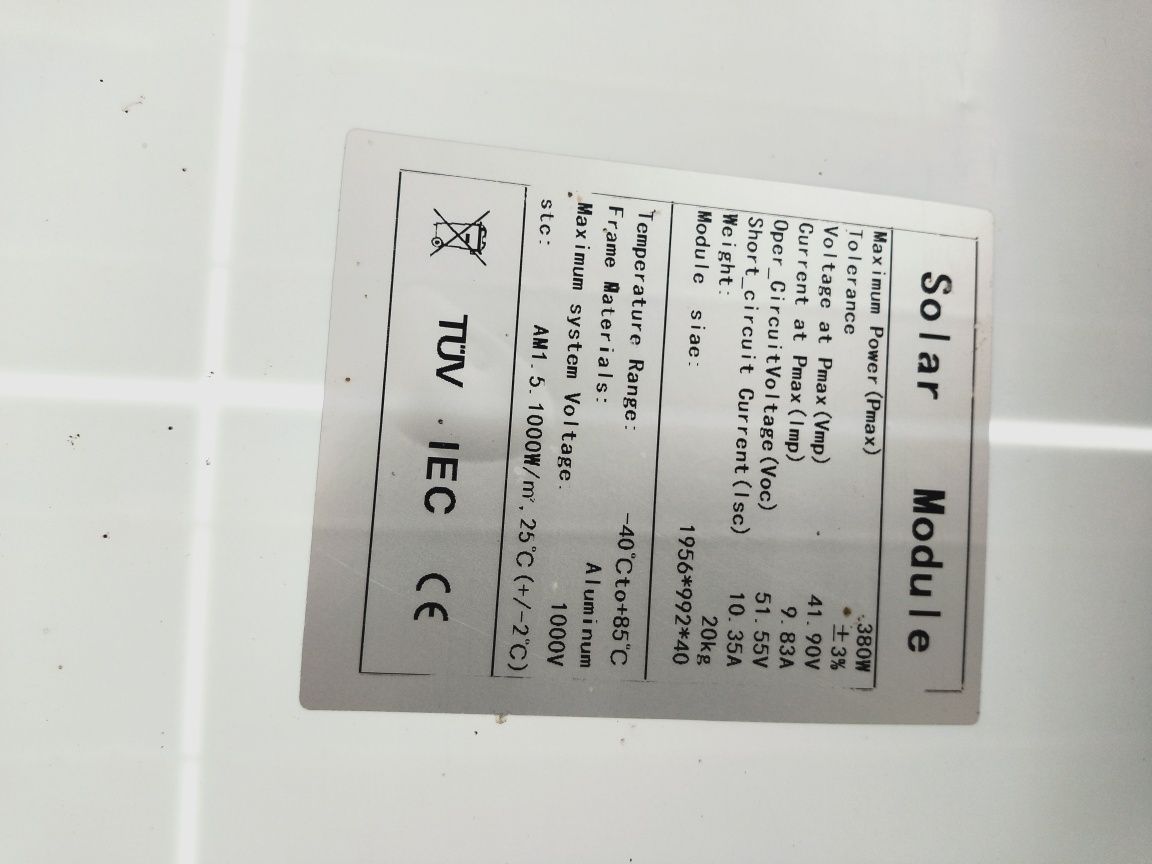 Solar Module
Maximum Power(Pmax) 380W
Tolerance ±3%
Voltage at Pmax(Vmp) 41.90V
Current at Pmax(Imp) 9.83A
Oper_CircuitVoltage(Voc) 51.55V
Short_circuit Current(Isc) 10.35A
Weight: 20kg
Module siae: 1956*992*40
Temperature Range: -40℃to+85℃
Frame Materials: Aluminum
Maximum system Voltage. 1000V
stc: AM1.5.1000W/㎡,25℃(+/-2℃)
TÜV . IEC CE